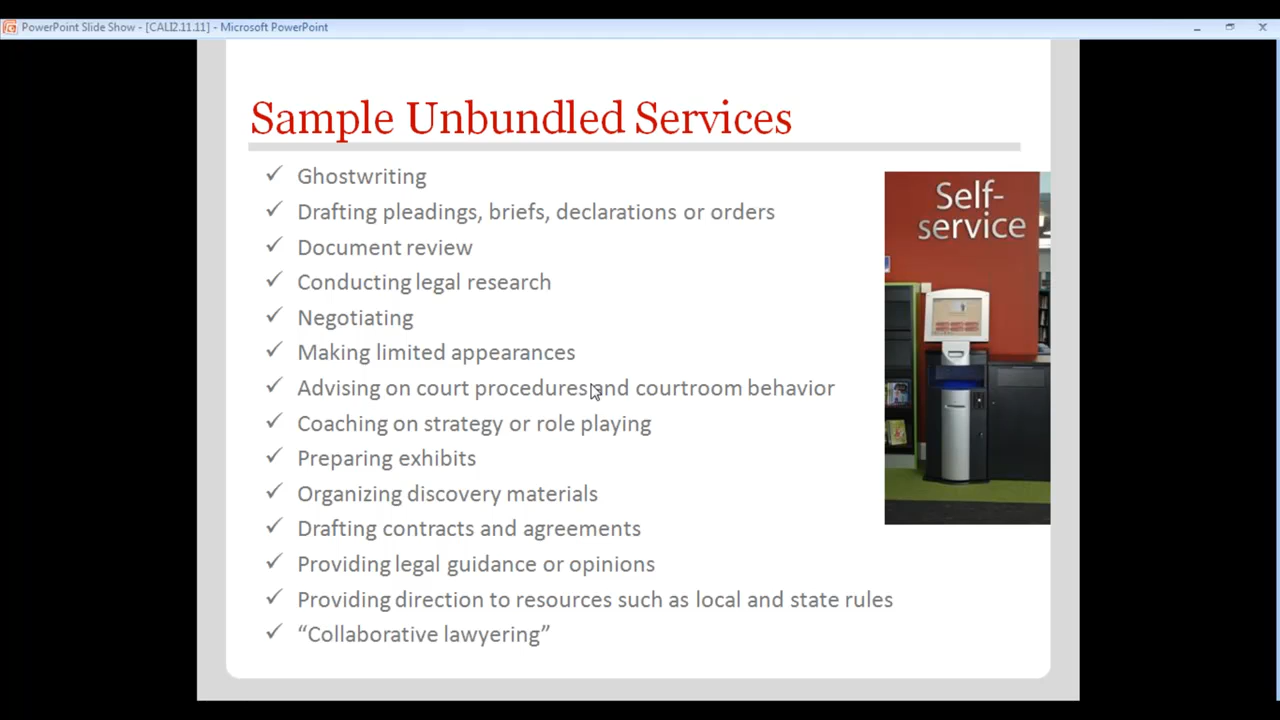 PowerPoint Slide Show - [CALI2.11.11] - Microsoft PowerPoint
Sample Unbundled Services
Ghostwriting
Drafting pleadings, briefs, declarations or orders
Document review
Conducting legal research
Negotiating
Making limited appearances
Advising on court procedures and courtroom behavior
Coaching on strategy or role playing
Preparing exhibits
Organizing discovery materials
Drafting contracts and agreements
Providing legal guidance or opinions
Providing direction to resources such as local and state rules
“Collaborative lawyering”
Self-
service